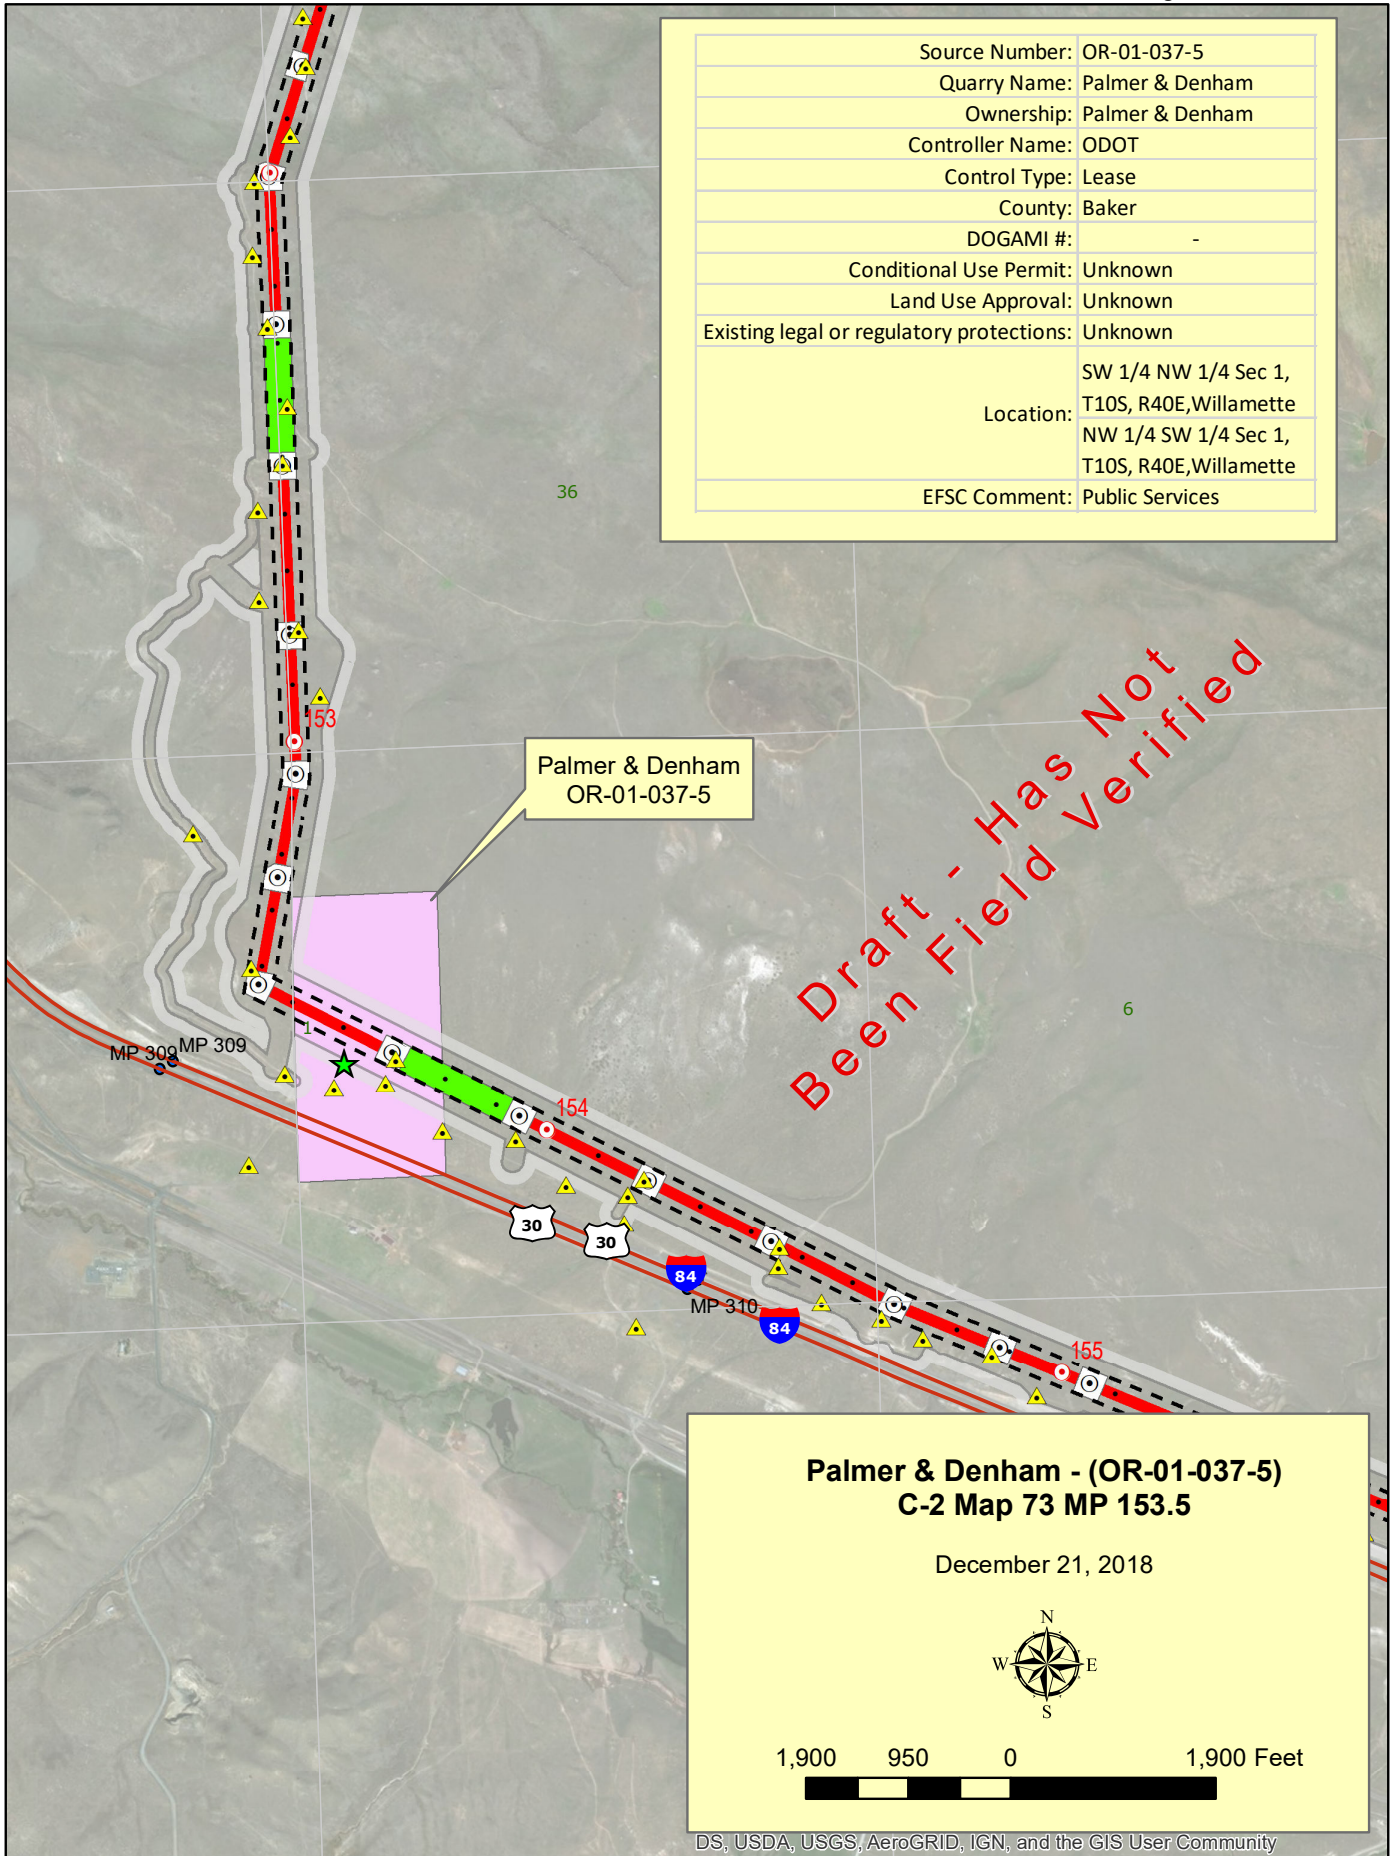 Source Number: OR-01-037-5
Quarry Name: Palmer & Denham
Ownership: Palmer & Denham
Controller Name: ODOT
Control Type: Lease
County: Baker
DOGAMI #: -
Conditional Use Permit: Unknown
Land Use Approval: Unknown
Existing legal or regulatory protections: Unknown
Location: SW 1/4 NW 1/4 Sec 1,
T10S, R40E,Willamette
NW 1/4 SW 1/4 Sec 1,
T10S, R40E,Willamette
EFSC Comment: Public Services
36
Draft - Has Not
Been Field Verified
153
Palmer & Denham
OR-01-037-5
6
1
MP 309
MP 309
154
30
30
84
MP 310
84
155
Palmer & Denham - (OR-01-037-5)
C-2 Map 73 MP 153.5
December 21, 2018
N
W E
S
1,900 950 0 1,900 Feet
DS, USDA, USGS, AeroGRID, IGN, and the GIS User Community